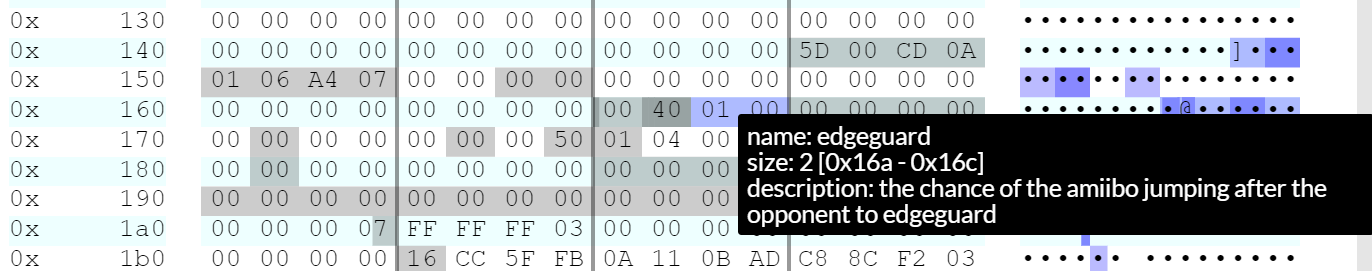 0x 130 00 00 00 00 00 00 00 00 00 00 00 00 00 00 00 00 ••••••••••••••••
0x 140 00 00 00 00 00 00 00 00 00 00 00 00 5D 00 CD 0A ••••••••••••]•••
0x 150 01 06 A4 07 00 00 00 00 00 00 00 00 00 00 00 00 ••••••••••••••••
0x 160 00 00 00 00 00 00 00 00 00 40 01 00 00 00 00 00 •••••••••@••••••
0x 170 00 00 00 00 00 00 00 50 01 04 00
0x 180 00 00 00 00 00 00 00 00 00 00 00
0x 190 00 00 00 00 00 00 00 00 00 00 00
0x 1a0 00 00 00 07 FF FF FF 03 00 00 00
0x 1b0 00 00 00 00 16 CC 5F FB 0A 11 0B AD C8 8C F2 03 •••••• •••••••••
name: edgeguard
size: 2 [0x16a - 0x16c]
description: the chance of the amiibo jumping after the
opponent to edgeguard